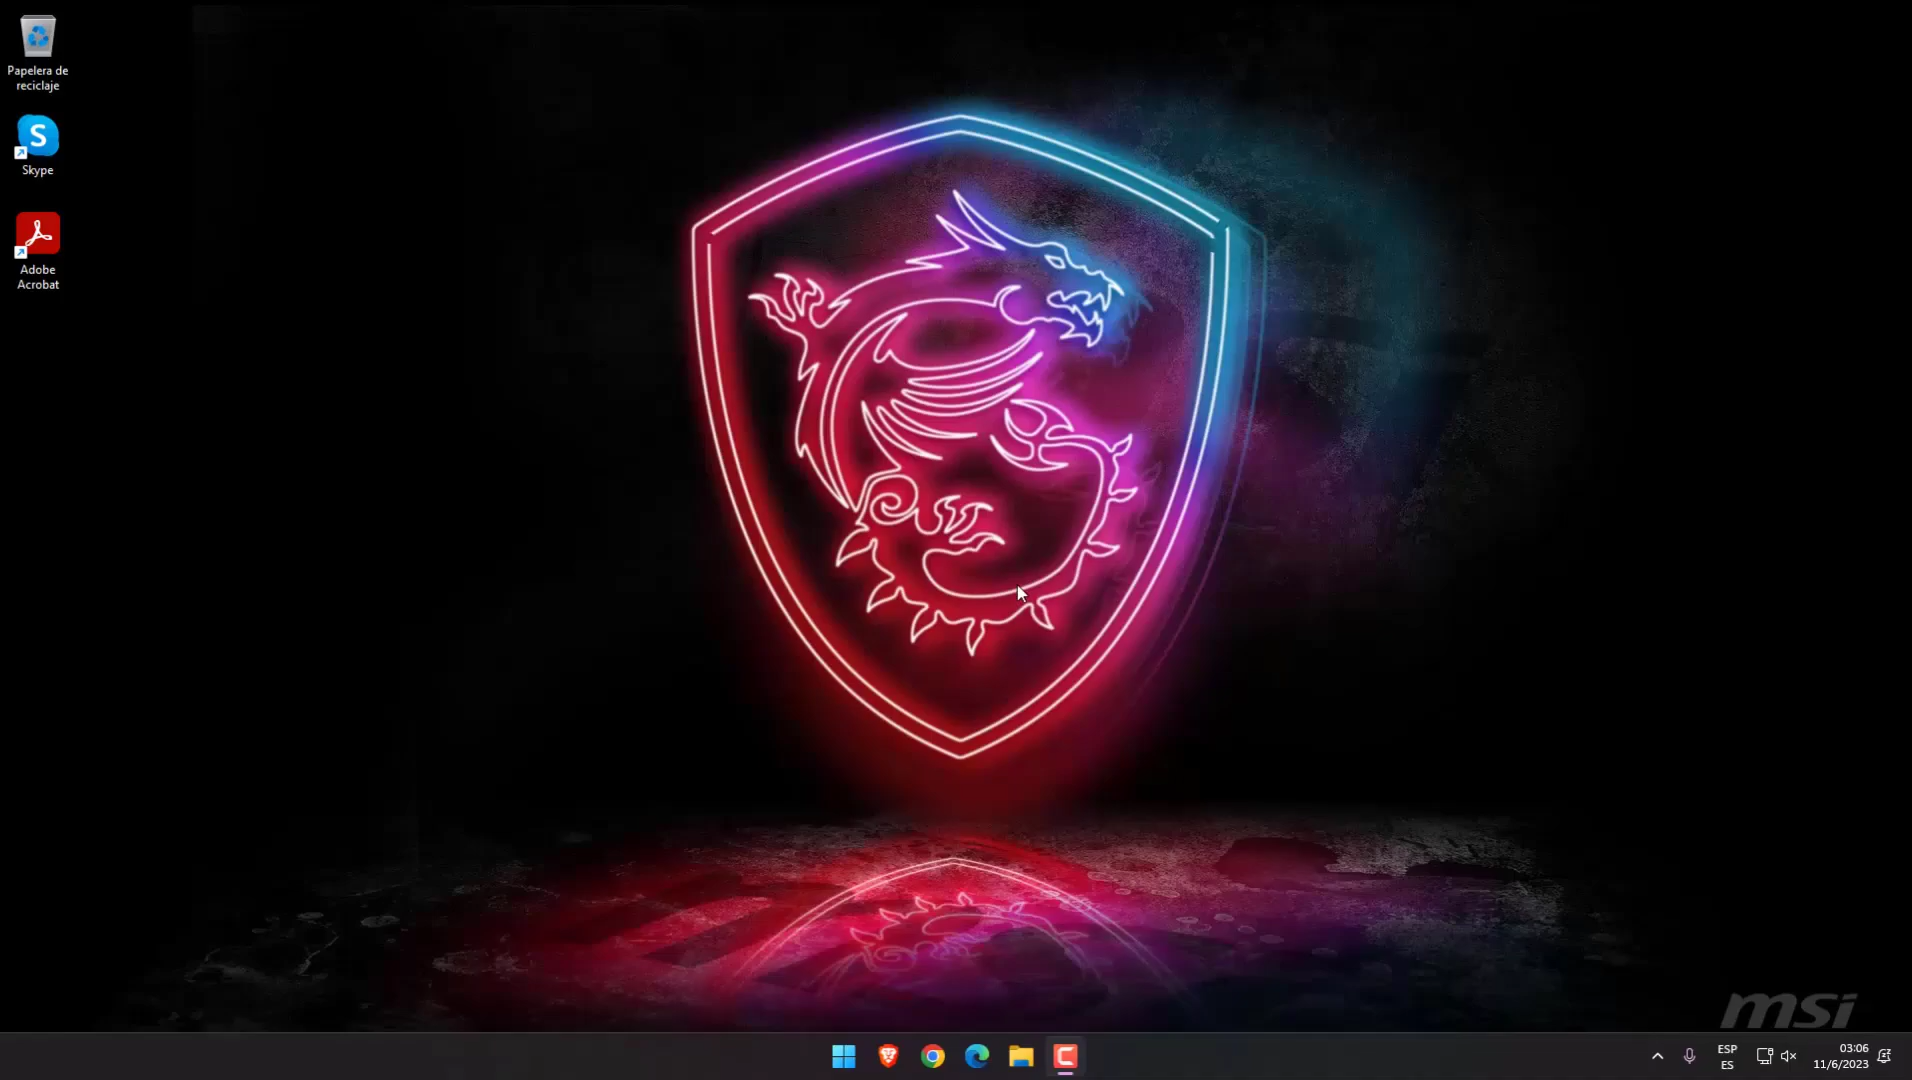 Papelera de
reciclaje
S
Skype
Adobe
Acrobat
msi
ESP
ES
03:06
11/6/2023